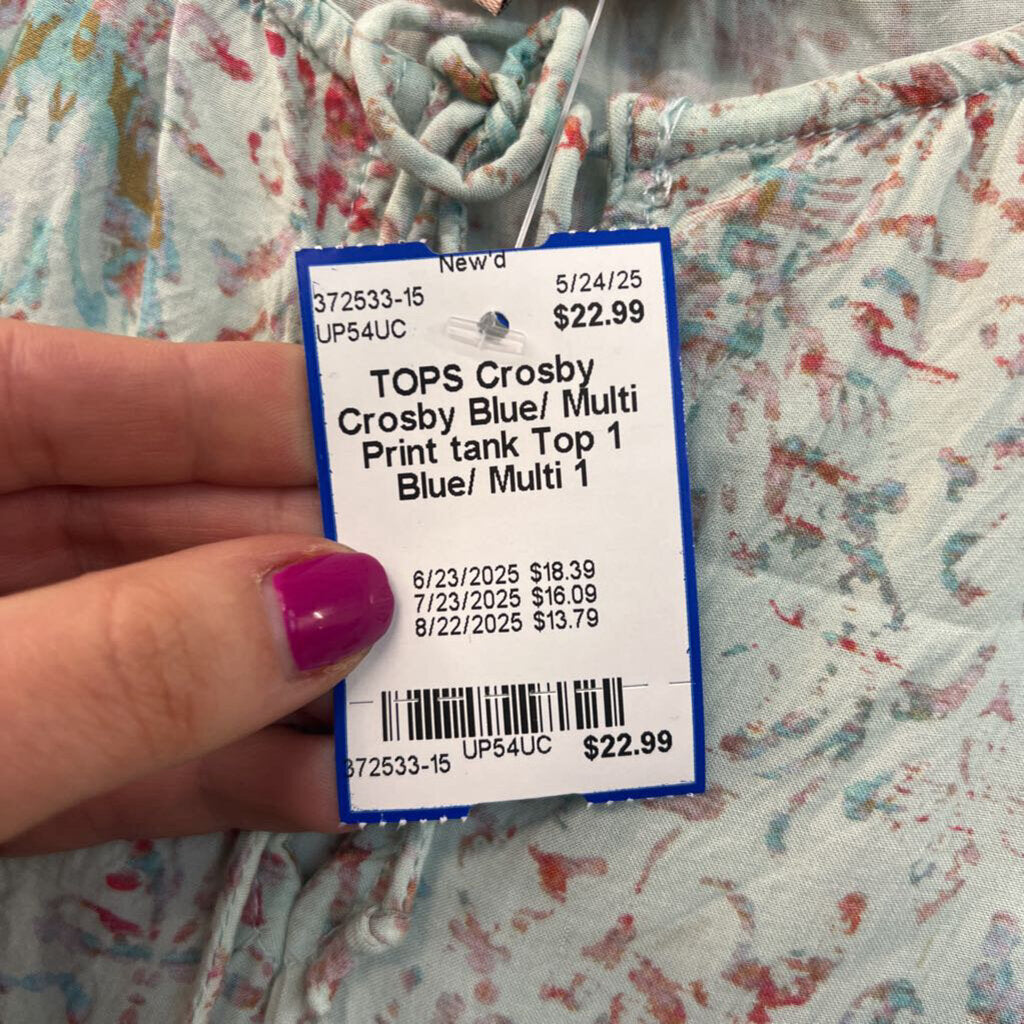 New'd
372533-15
5/24/25
UP54UC
$22.99
TOPS Crosby
Crosby Blue/ Multi
Print tank Top 1
Blue/ Multi 1
6/23/2025 $18.39
7/23/2025 $16.09
8/22/2025 $13.79
372533-15 UP54UC $22.99